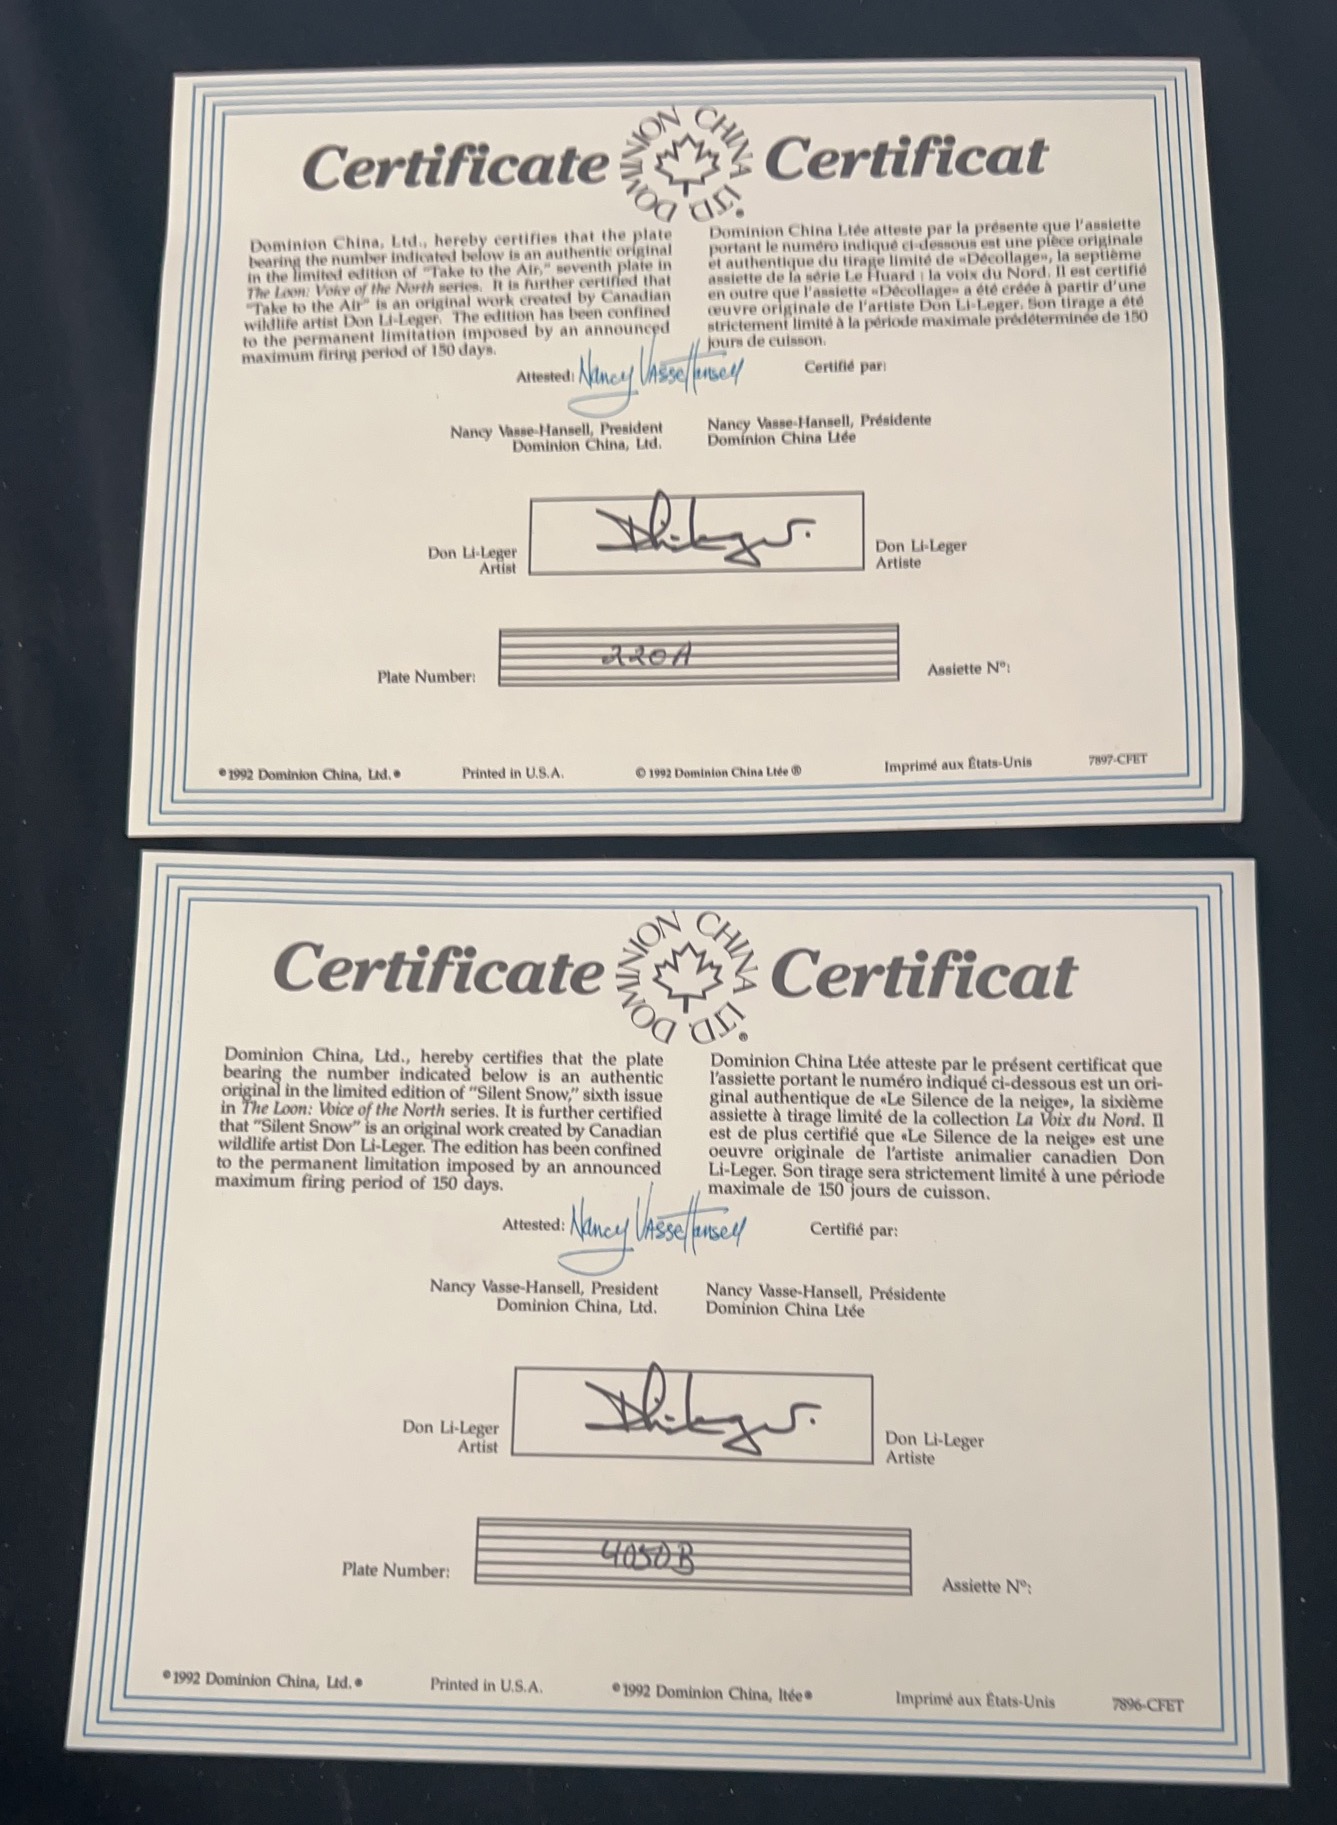 Certificate
DOMINION CHINA LTD.®
Certificat
Dominion China, Ltd., hereby certifies that the plate
bearing the number indicated below is an authentic original
in the limited edition of "Take to the Air," seventh plate in
The Loon: Voice of the North series. It is further certified that
"Take to the Air" is an original work created by Canadian
wildlife artist Don Li-Leger. The edition has been confined
to the permanent limitation imposed by an announced
maximum firing period of 150 days.
Dominion China Ltée atteste par la présente que l'assiette
portant le numéro indiqué ci-dessous est une pièce originale
et authentique du tirage limité de «Décollage», la septième
assiette de la série Le Huard : la voix du Nord. Il est certifié
en outre que l'assiette «Décollage» a été créée à partir d'une
œuvre originale de l'artiste Don Li-Leger. Son tirage a été
strictement limité à la période maximale prédéterminée de 150
jours de cuisson.
Attested: Nancy Vasse Hansell Certifié par:
Nancy Vasse-Hansell, President
Dominion China, Ltd.
Nancy Vasse-Hansell, Présidente
Dominion China Ltée
Don Li-Leger
Artist
Don Li-Leger
Artiste
Plate Number: 220A Assiette Nº:
©1992 Dominion China, Ltd.® Printed in U.S.A. © 1992 Dominion China Ltée ® Imprimé aux États-Unis 7897-CFET
Certificate
DOMINION CHINA LTD.®
Certificat
Dominion China, Ltd., hereby certifies that the plate
bearing the number indicated below is an authentic
original in the limited edition of "Silent Snow," sixth issue
in The Loon: Voice of the North series. It is further certified
that "Silent Snow" is an original work created by Canadian
wildlife artist Don Li-Leger. The edition has been confined
to the permanent limitation imposed by an announced
maximum firing period of 150 days.
Dominion China Ltée atteste par le présent certificat que
l'assiette portant le numéro indiqué ci-dessous est un ori-
ginal authentique de «Le Silence de la neige», la sixième
assiette à tirage limité de la collection La Voix du Nord. Il
est de plus certifié que «Le Silence de la neige» est une
oeuvre originale de l'artiste animalier canadien Don
Li-Leger. Son tirage sera strictement limité à une période
maximale de 150 jours de cuisson.
Attested: Nancy Vasse Hansell Certifié par:
Nancy Vasse-Hansell, President
Dominion China, Ltd.
Nancy Vasse-Hansell, Présidente
Dominion China Ltée
Don Li-Leger
Artist
Don Li-Leger
Artiste
Plate Number: 4050B Assiette Nº:
©1992 Dominion China, Ltd.® Printed in U.S.A. ©1992 Dominion China, ltée® Imprimé aux États-Unis 7896-CFET